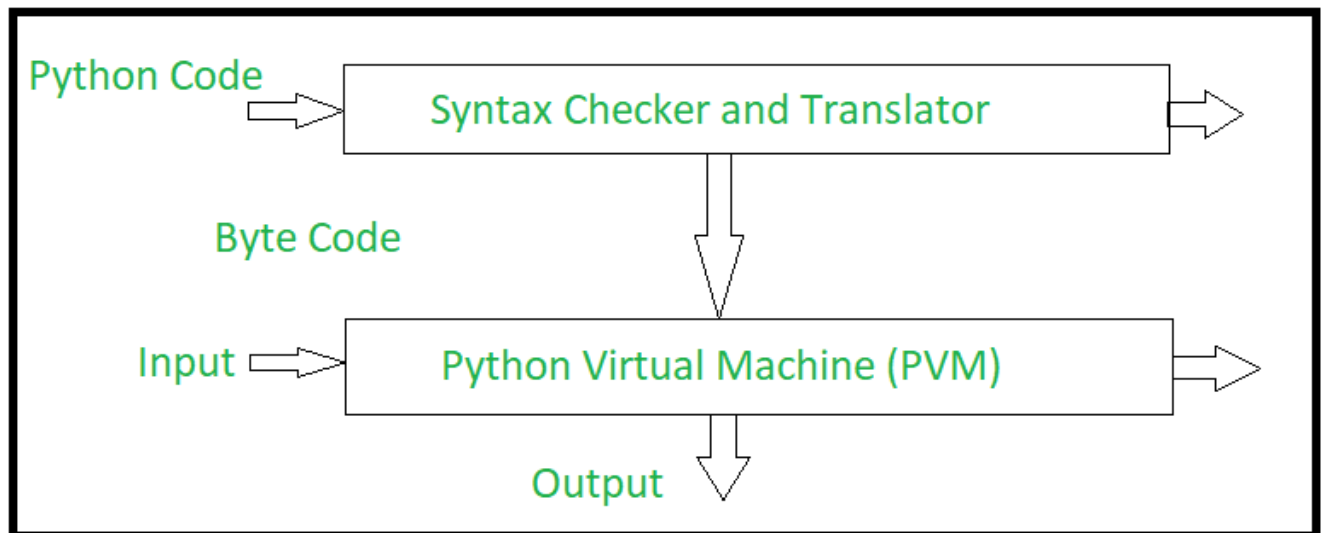 Python Code
Syntax Checker and Translator
Byte Code
Input
Python Virtual Machine (PVM)
Output